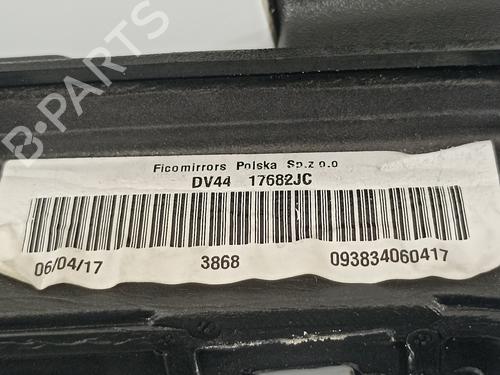 B-PARTS
Ficomirrors Polska Sp.z.o.o
DV44 17682JC
06/04/17 3868 093834060417